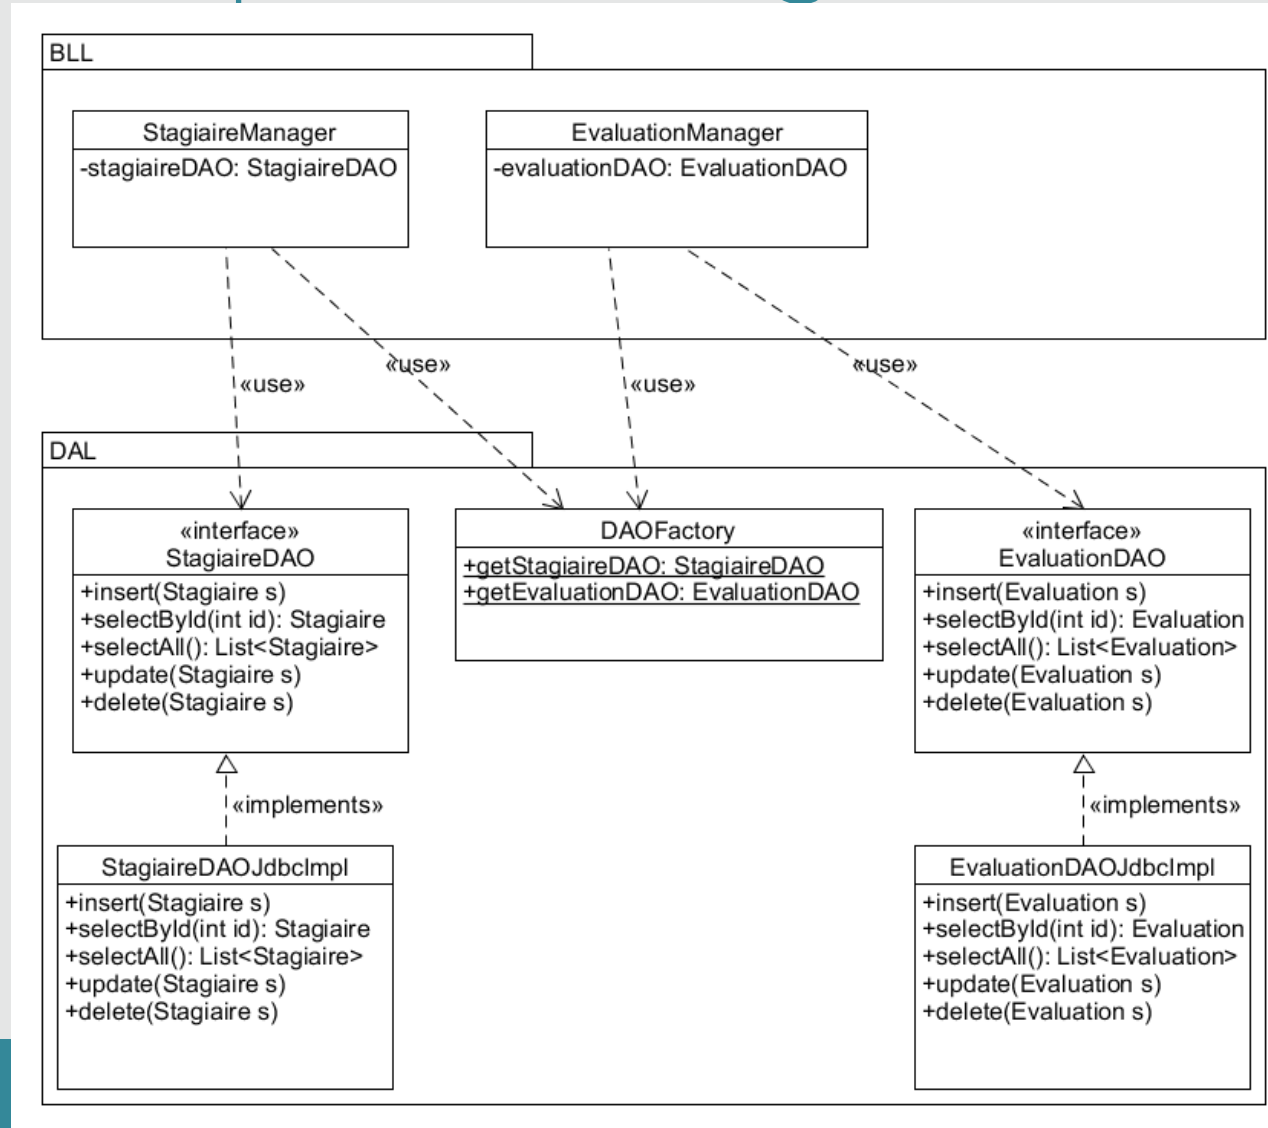 BLL
StagiaireManager
-stagiaireDAO: StagiaireDAO
EvaluationManager
-evaluationDAO: EvaluationDAO
«use»
«use»
«use»
«use»
DAL
«interface»
StagiaireDAO
+insert(Stagiaire s)
+selectById(int id): Stagiaire
+selectAll(): List<Stagiaire>
+update(Stagiaire s)
+delete(Stagiaire s)
DAOFactory
+getStagiaireDAO: StagiaireDAO
+getEvaluationDAO: EvaluationDAO
«interface»
EvaluationDAO
+insert(Evaluation s)
+selectById(int id): Evaluation
+selectAll(): List<Evaluation>
+update(Evaluation s)
+delete(Evaluation s)
«implements»
«implements»
StagiaireDAOJdbcImpl
+insert(Stagiaire s)
+selectById(int id): Stagiaire
+selectAll(): List<Stagiaire>
+update(Stagiaire s)
+delete(Stagiaire s)
EvaluationDAOJdbcImpl
+insert(Evaluation s)
+selectById(int id): Evaluation
+selectAll(): List<Evaluation>
+update(Evaluation s)
+delete(Evaluation s)